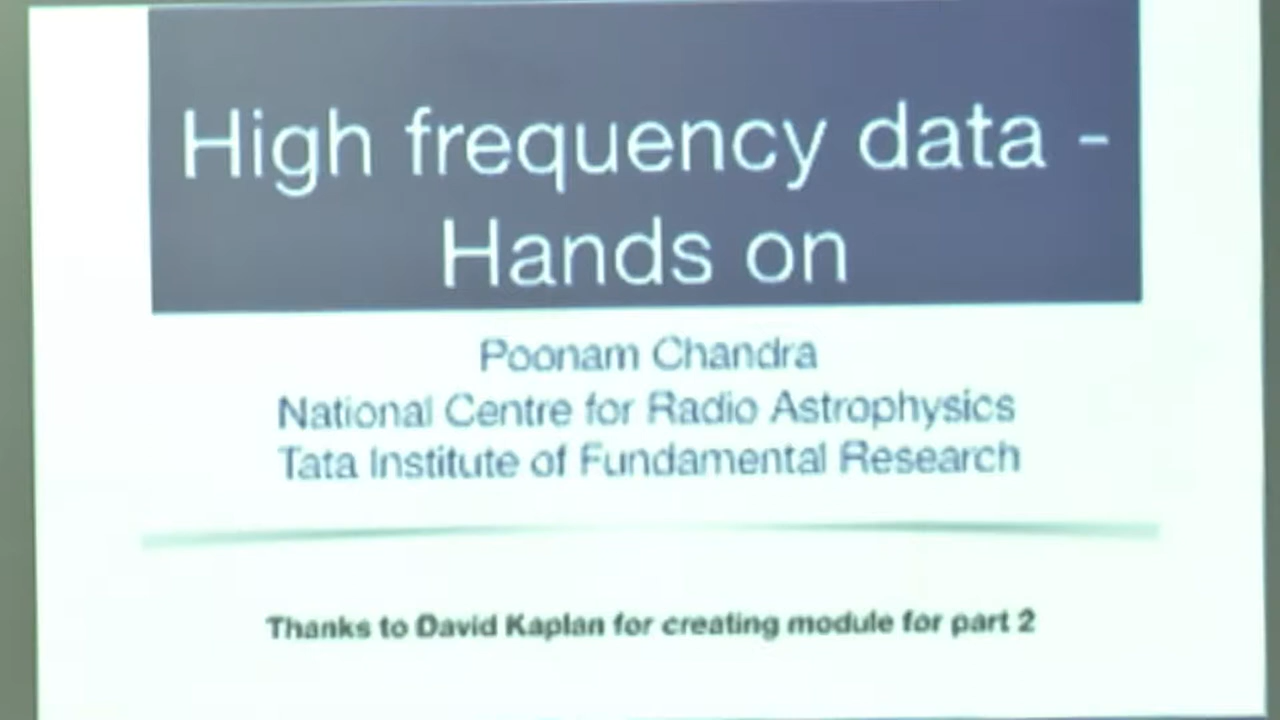 High frequency data -
Hands on
Poonam Chandra
National Centre for Radio Astrophysics
Tata Institute of Fundamental Research
Thanks to David Kaplan for creating module for part 2